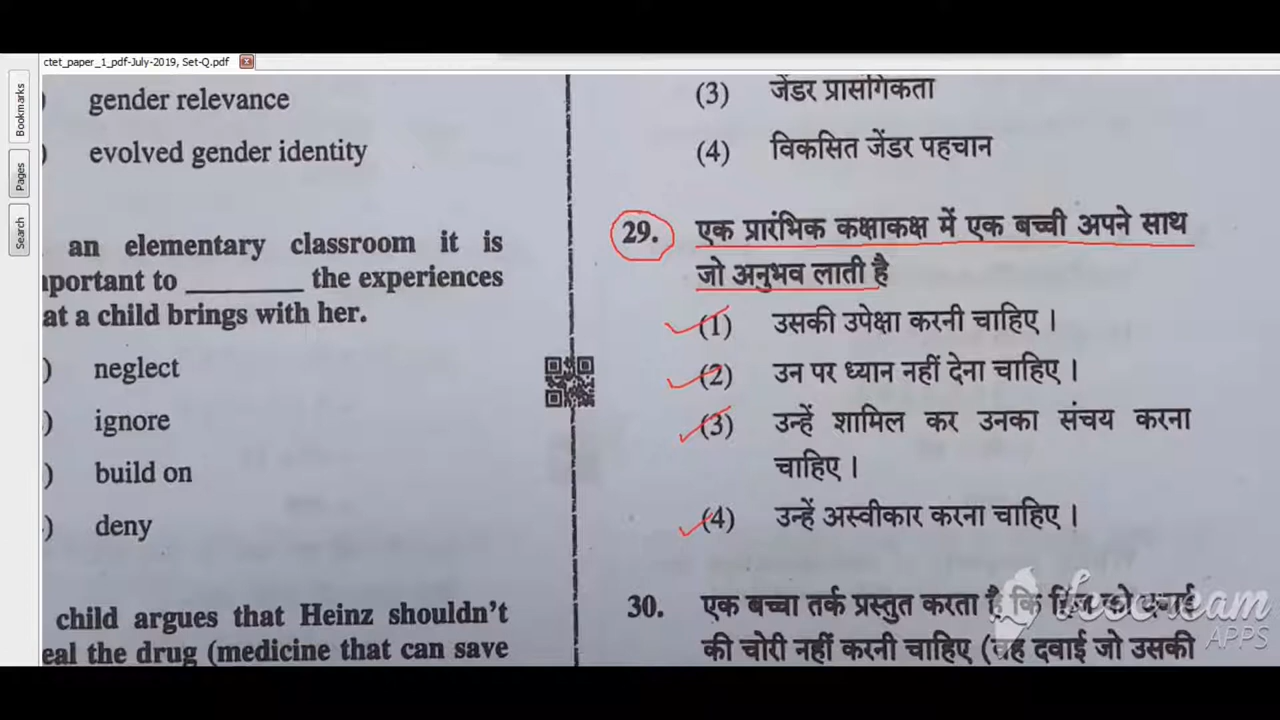 ctet_paper_1_pdf-July-2019, Set-Q.pdf
Bookmarks
Pages
Search
) gender relevance
) evolved gender identity
an elementary classroom it is
portant to ________ the experiences
at a child brings with her.
) neglect
) ignore
) build on
) deny
child argues that Heinz shouldn't
eal the drug (medicine that can save
(3) जेंडर प्रासंगिकता
(4) विकसित जेंडर पहचान
29. एक प्रारंभिक कक्षाकक्ष में एक बच्ची अपने साथ
जो अनुभव लाती है
(1) उसकी उपेक्षा करनी चाहिए ।
(2) उन पर ध्यान नहीं देना चाहिए ।
(3) उन्हें शामिल कर उनका संचय करना
चाहिए ।
(4) उन्हें अस्वीकार करना चाहिए ।
30. एक बच्चा तर्क प्रस्तुत करता है कि हिंज को दवाई
की चोरी नहीं करनी चाहिए (वह दवाई जो उसकी
Icecream
APPS